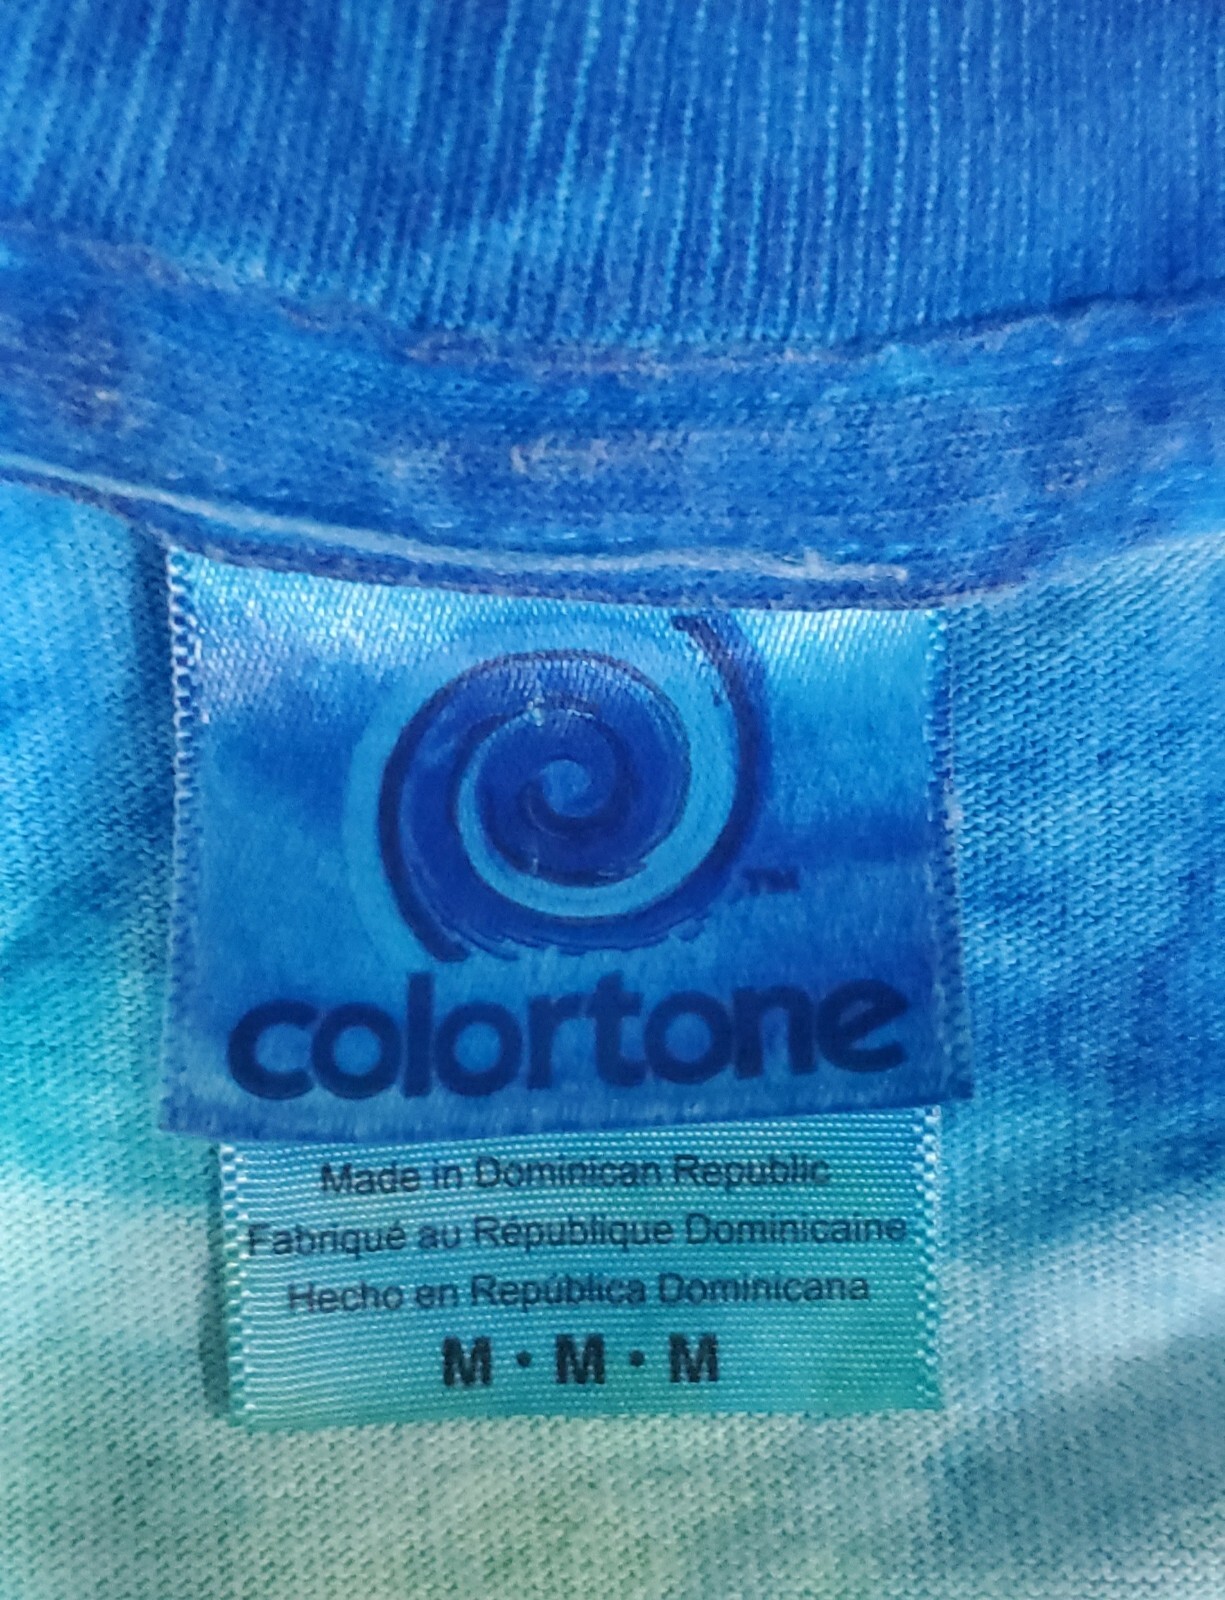 TM
colortone
Made in Dominican Republic
Fabriqué au République Dominicaine
Hecho en República Dominicana
M • M • M